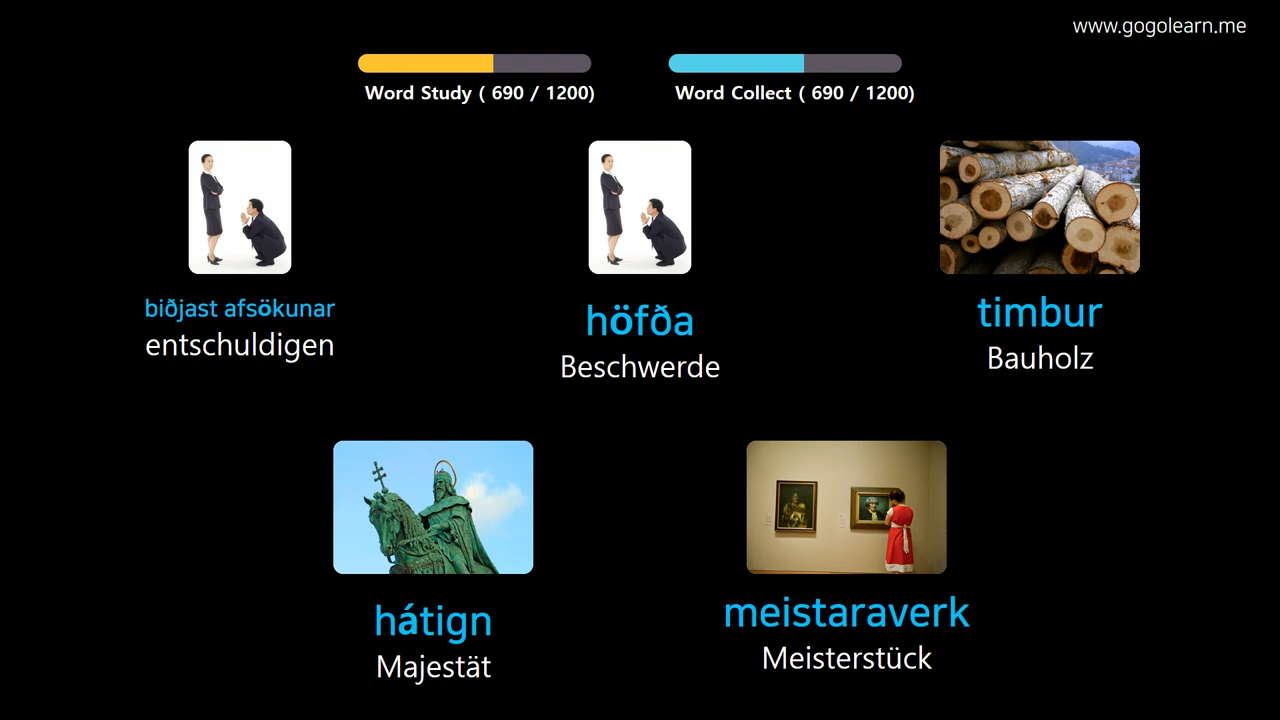 www.gogolearn.me
Word Study ( 690 / 1200)
Word Collect ( 690 / 1200)
biðjast afsökunar
entschuldigen
höfða
Beschwerde
timbur
Bauholz
hátign
Majestät
meistaraverk
Meisterstück